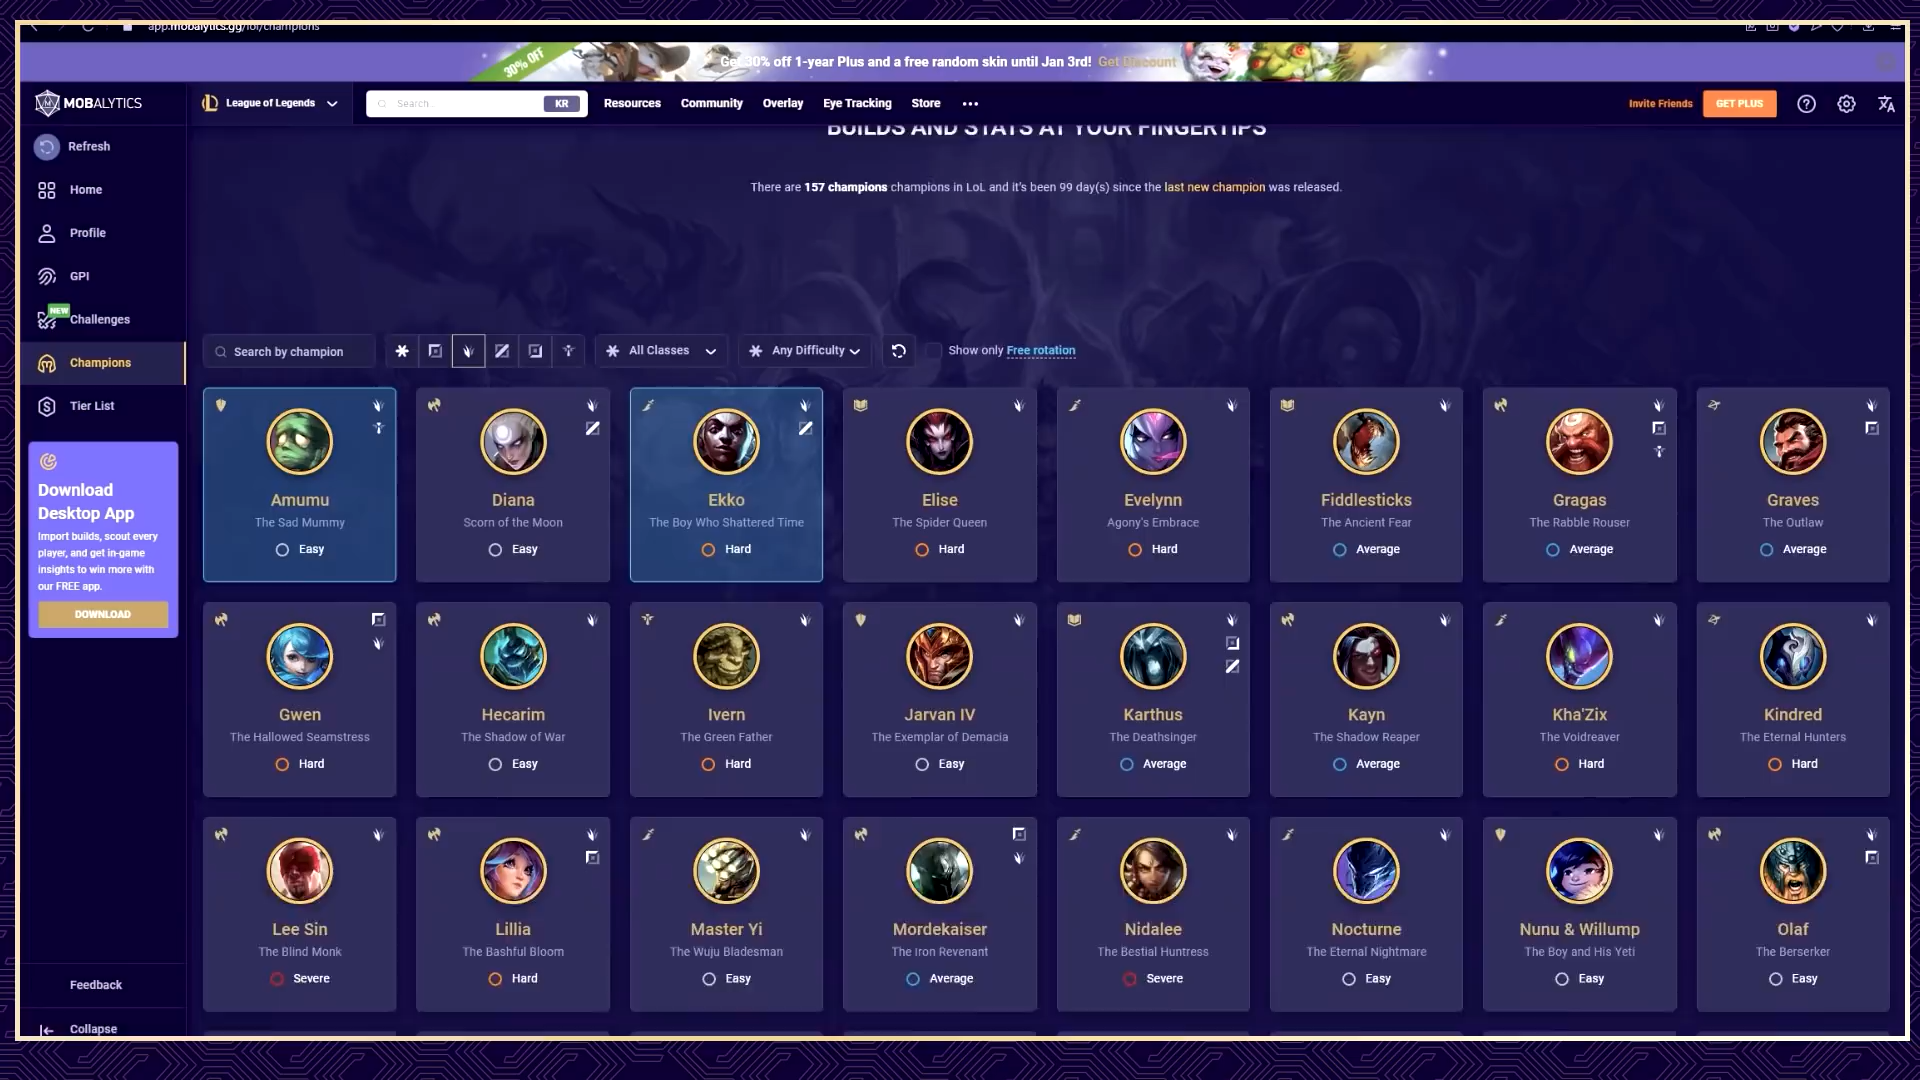 app.mobalytics.gg/lol/champions
30% OFF
Get 30% off 1-year Plus and a free random skin until Jan 3rd! Get Discount
MOBALYTICS
League of Legends
Search...
KR
Resources
Community
Overlay
Eye Tracking
Store
Invite Friends
GET PLUS
Refresh
Home
Profile
GPI
NEW
Challenges
Champions
Tier List
Download
Desktop App
Import builds, scout every
player, and get in-game
insights to win more with
our FREE app.
DOWNLOAD
Feedback
Collapse
BUILDS AND STATS AT YOUR FINGERTIPS
There are 157 champions champions in LoL and it's been 99 day(s) since the last new champion was released.
Search by champion
All Classes
Any Difficulty
Show only Free rotation
Amumu
The Sad Mummy
Easy
Diana
Scorn of the Moon
Easy
Ekko
The Boy Who Shattered Time
Hard
Elise
The Spider Queen
Hard
Evelynn
Agony's Embrace
Hard
Fiddlesticks
The Ancient Fear
Average
Gragas
The Rabble Rouser
Average
Graves
The Outlaw
Average
Gwen
The Hallowed Seamstress
Hard
Hecarim
The Shadow of War
Easy
Ivern
The Green Father
Hard
Jarvan IV
The Exemplar of Demacia
Easy
Karthus
The Deathsinger
Average
Kayn
The Shadow Reaper
Average
Kha'Zix
The Voidreaver
Hard
Kindred
The Eternal Hunters
Hard
Lee Sin
The Blind Monk
Severe
Lillia
The Bashful Bloom
Hard
Master Yi
The Wuju Bladesman
Easy
Mordekaiser
The Iron Revenant
Average
Nidalee
The Bestial Huntress
Severe
Nocturne
The Eternal Nightmare
Easy
Nunu & Willump
The Boy and His Yeti
Easy
Olaf
The Berserker
Easy